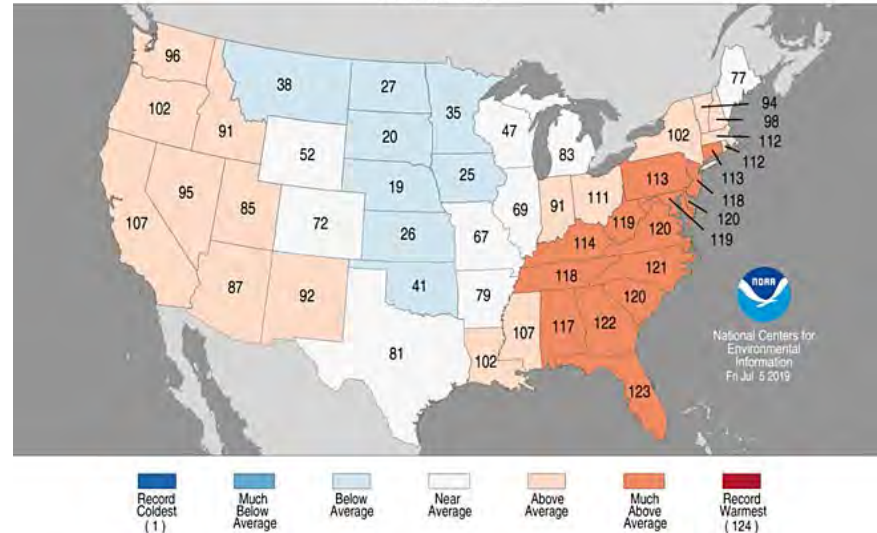 96
38
27
35
77
94
98
112
112
113
118
120
119
102
91
52
20
47
83
102
113
107
95
85
72
19
25
69
91
111
119
120
26
67
114
87
92
41
79
118
121
81
102
107
117
122
120
123
NOAA
National Centers for
Environmental
Information
Fri Jul 5 2019
Record
Coldest
( 1 )
Much
Below
Average
Below
Average
Near
Average
Above
Average
Much
Above
Average
Record
Warmest
( 124 )